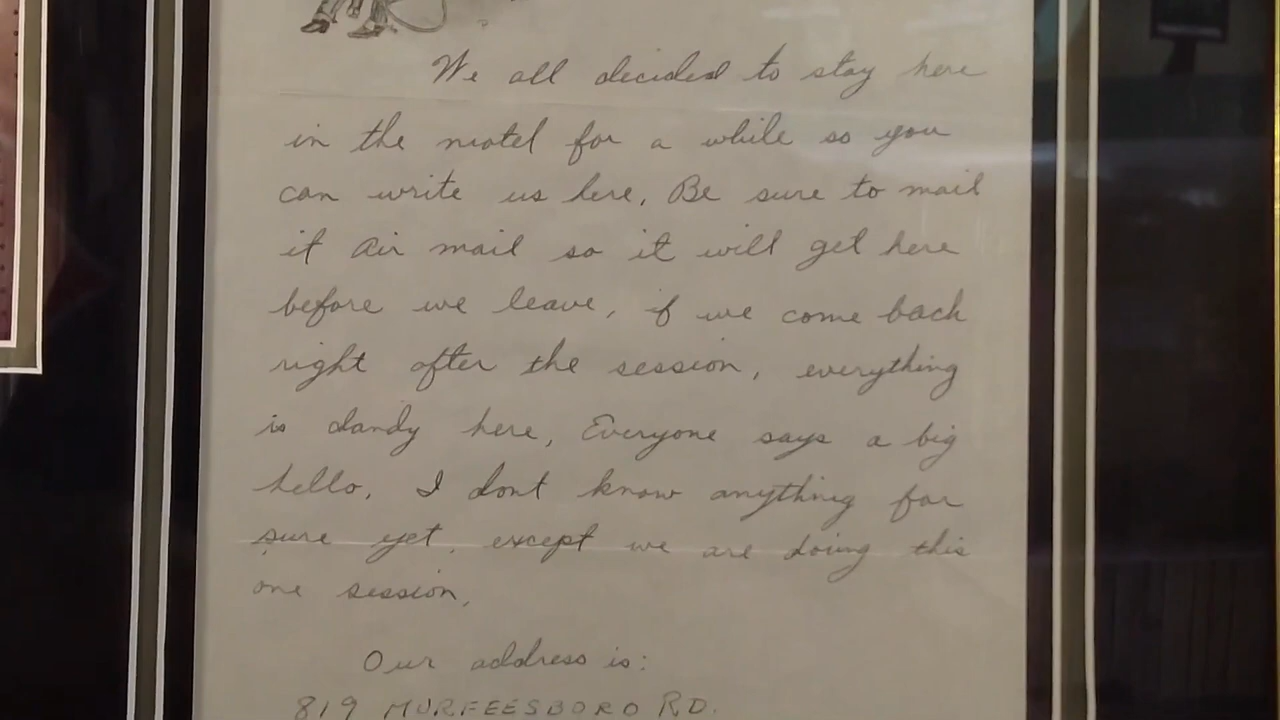 We all decided to stay here
in the motel for a while so you
can write us here, Be sure to mail
it Air mail so it will get here
before we leave, if we come back
right after the session, everything
is dandy here, Everyone says a big
hello, I dont know anything for
sure yet, except we are doing this
one session,
Our address is:
819 MURFEESBORO RD.